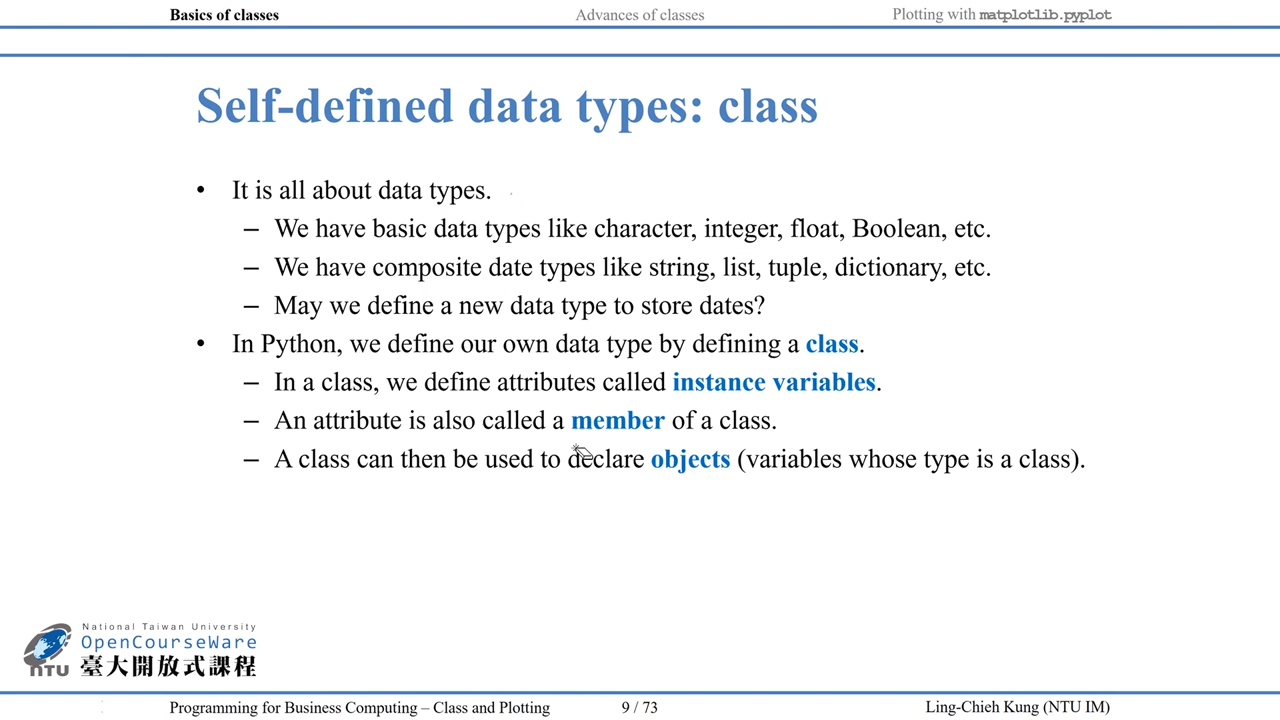 Basics of classes Advances of classes Plotting with matplotlib.pyplot
Self-defined data types: class
• It is all about data types.
– We have basic data types like character, integer, float, Boolean, etc.
– We have composite date types like string, list, tuple, dictionary, etc.
– May we define a new data type to store dates?
• In Python, we define our own data type by defining a class.
– In a class, we define attributes called instance variables.
– An attribute is also called a member of a class.
– A class can then be used to declare objects (variables whose type is a class).
National Taiwan University
OpenCourseWare
NTU 臺大開放式課程
Programming for Business Computing – Class and Plotting 9 / 73 Ling-Chieh Kung (NTU IM)